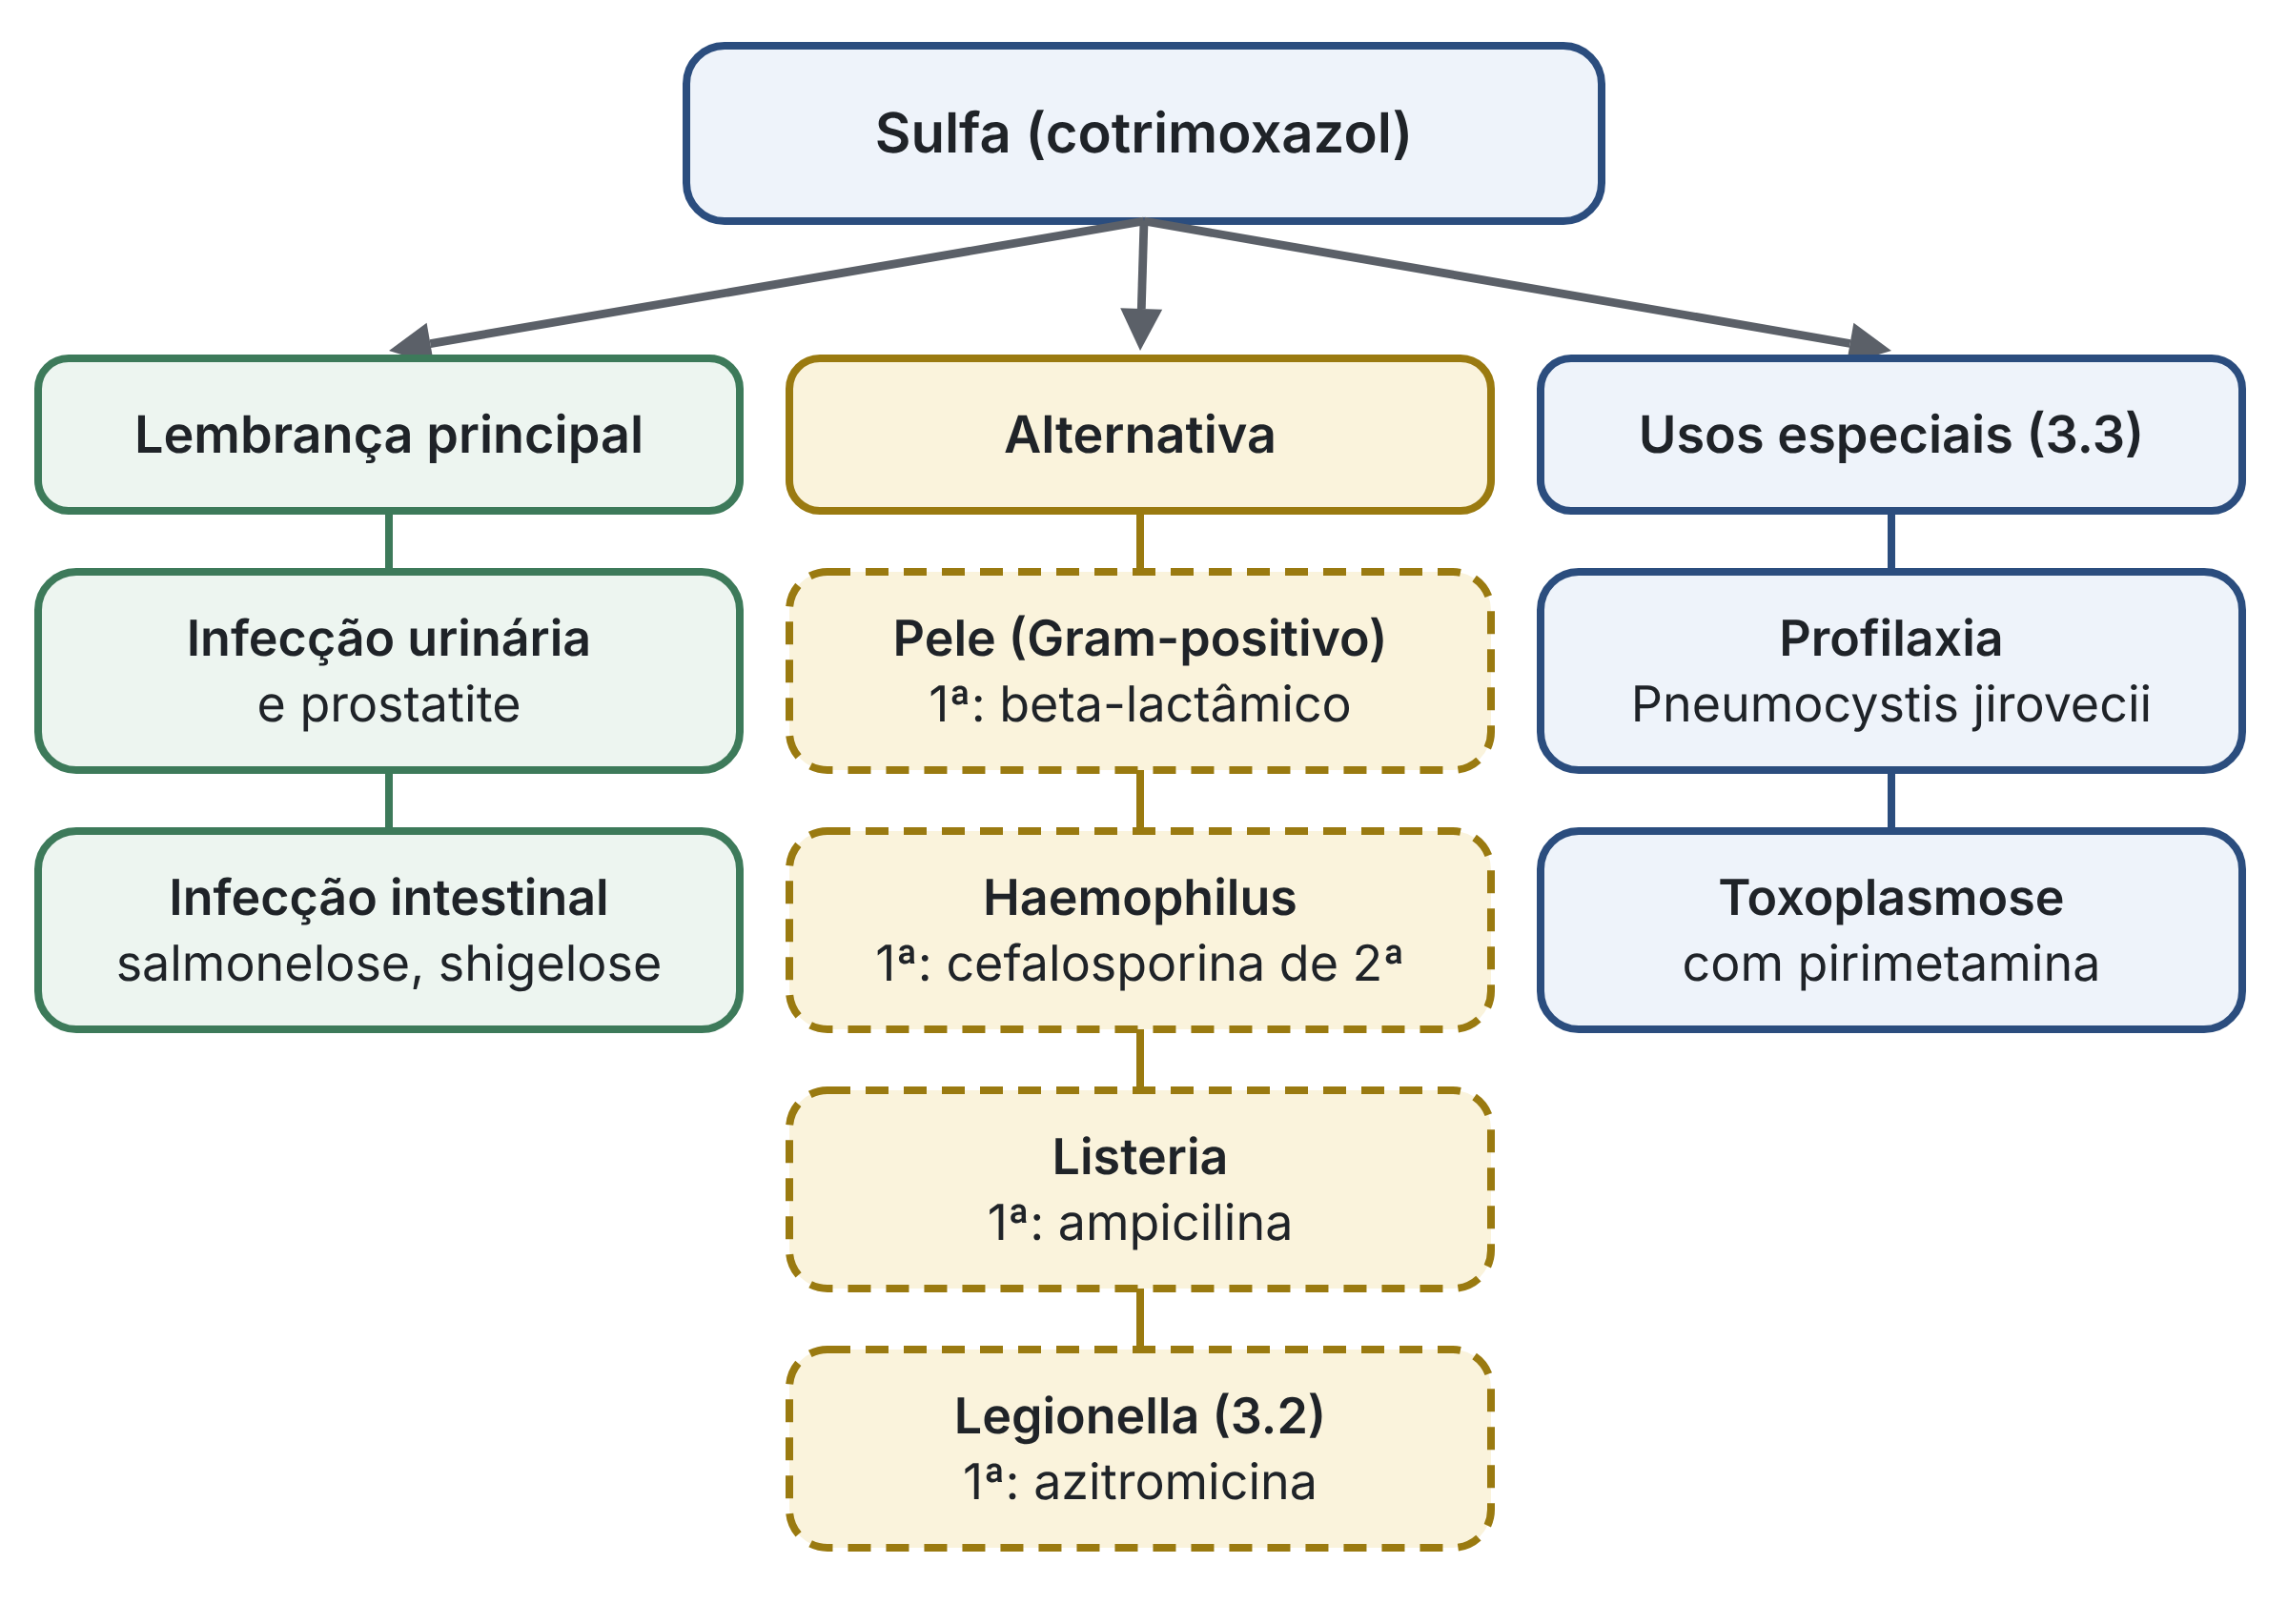 Sulfa (cotrimoxazol)
Lembrança principal
Infecção urinária
e prostatite
Infecção intestinal
salmonelose, shigelose
Alternativa
Pele (Gram-positivo)
1ª: beta-lactâmico
Haemophilus
1ª: cefalosporina de 2ª
Listeria
1ª: ampicilina
Legionella (3.2)
1ª: azitromicina
Usos especiais (3.3)
Profilaxia
Pneumocystis jirovecii
Toxoplasmose
com pirimetamina